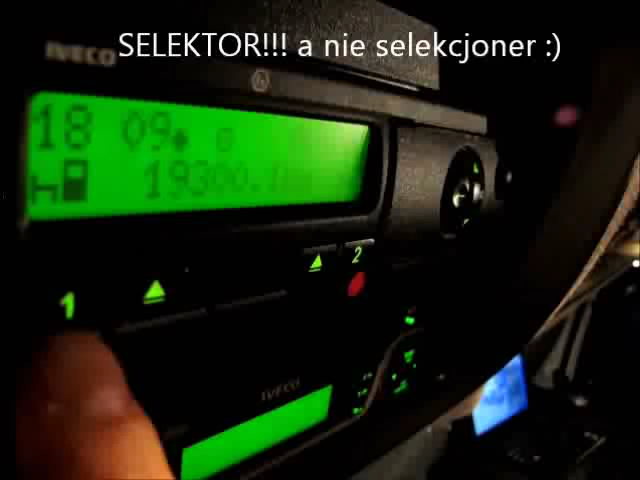 SELEKTOR!!! a nie selekcjoner :)
IVECO
18 09
19300.
2
1
IVECO